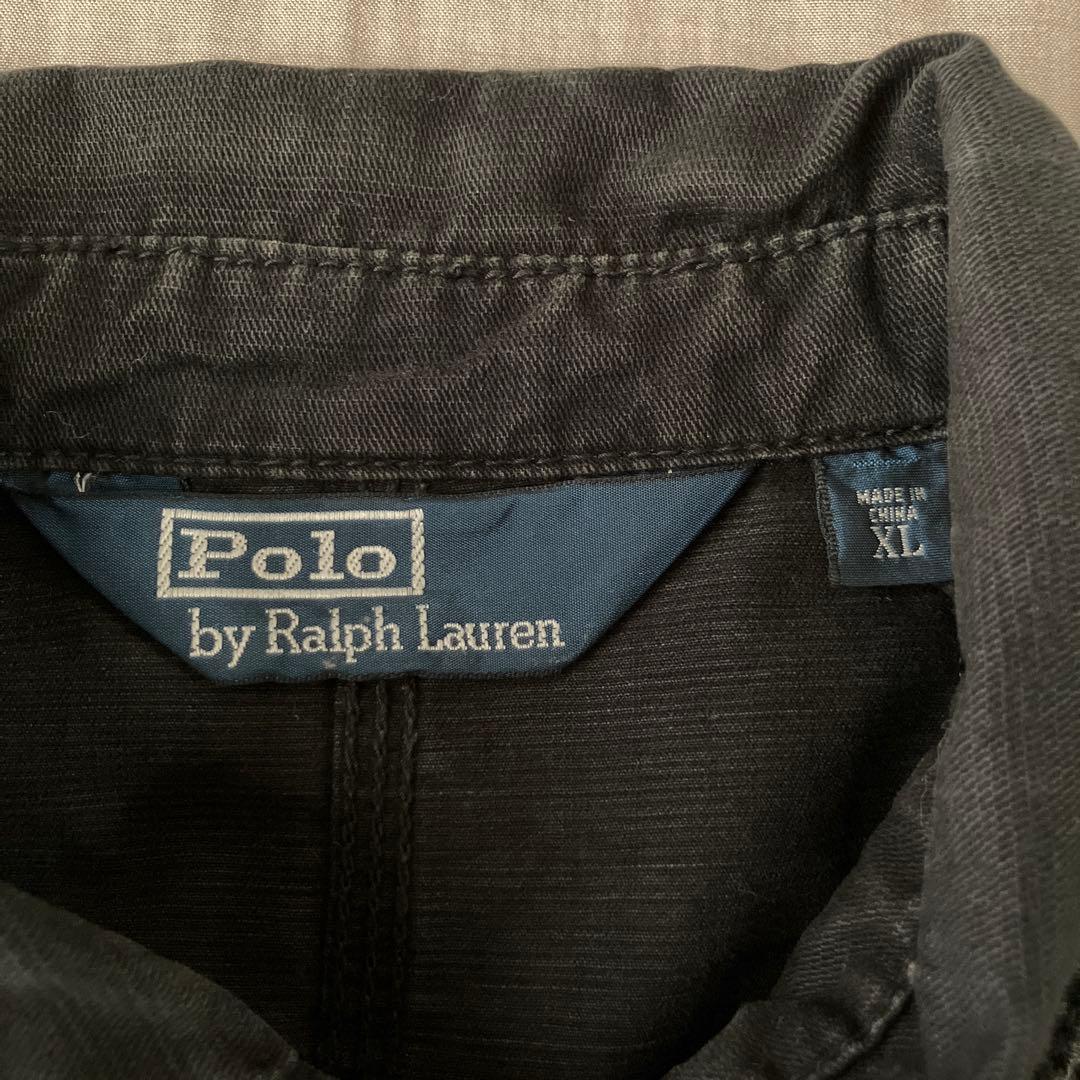 Polo
by Ralph Lauren
MADE IN
CHINA
XL